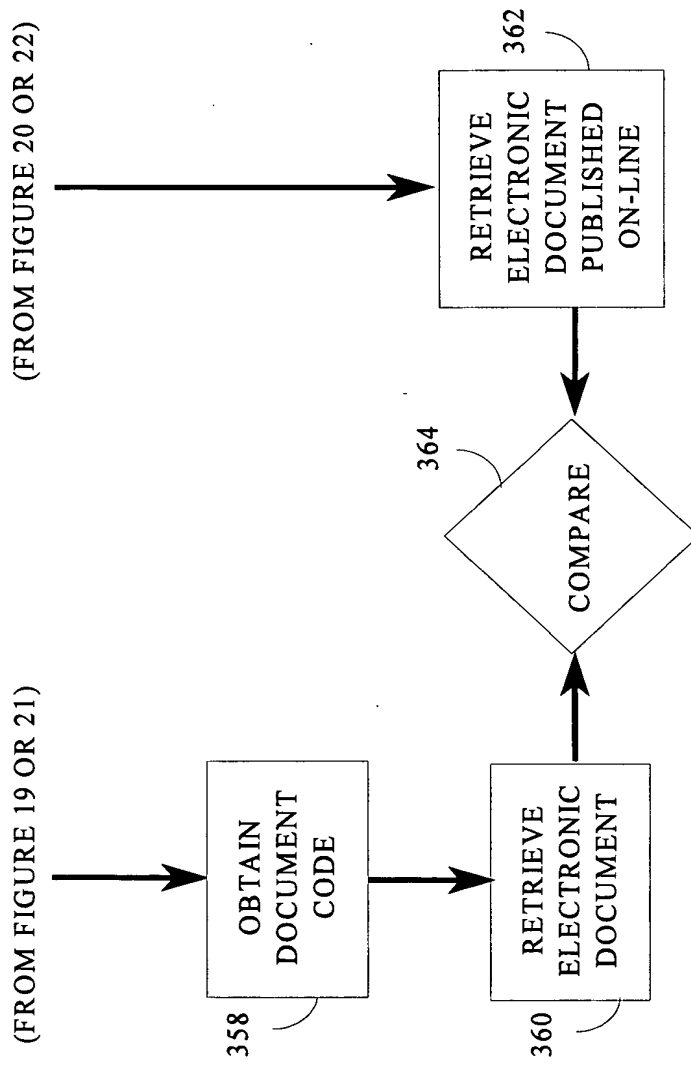 (FROM FIGURE 19 OR 21)
(FROM FIGURE 20 OR 22)
358
OBTAIN
DOCUMENT
CODE
360
RETRIEVE
ELECTRONIC
DOCUMENT
364
COMPARE
362
RETRIEVE
ELECTRONIC
DOCUMENT
PUBLISHED
ON-LINE